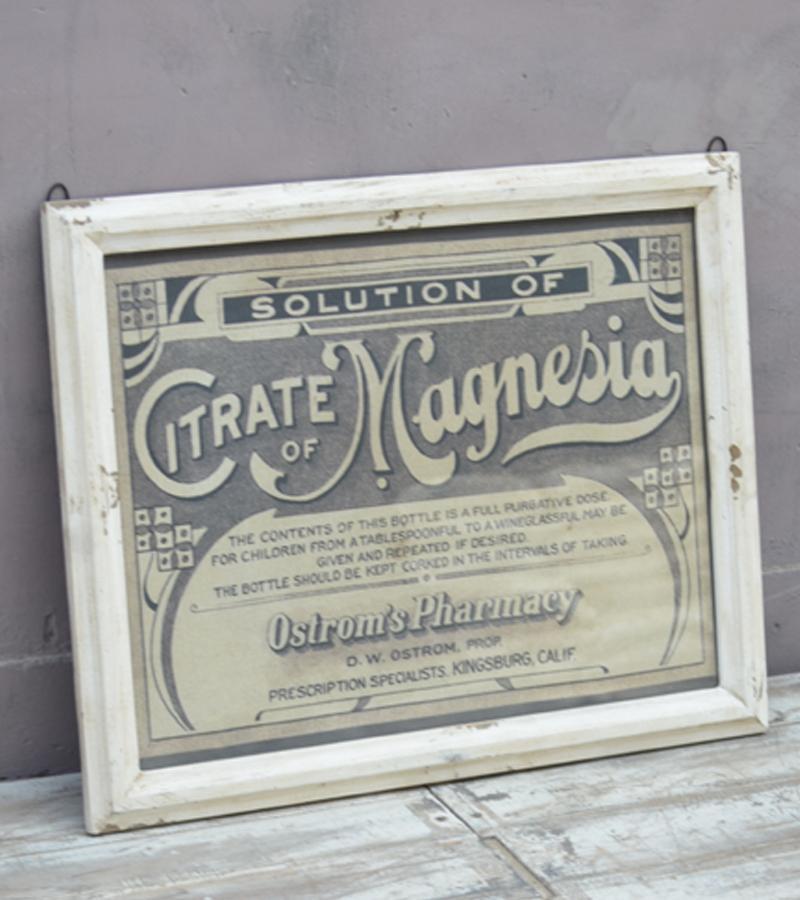 SOLUTION OF
CITRATE OF Magnesia
THE CONTENTS OF THIS BOTTLE IS A FULL PURGATIVE DOSE.
FOR CHILDREN FROM A TABLESPOONFUL TO A WINEGLASSFUL MAY BE
GIVEN AND REPEATED IF DESIRED.
THE BOTTLE SHOULD BE KEPT CORKED IN THE INTERVALS OF TAKING.
Ostrom's Pharmacy
D. W. OSTROM, PROP.
PRESCRIPTION SPECIALISTS. KINGSBURG, CALIF.